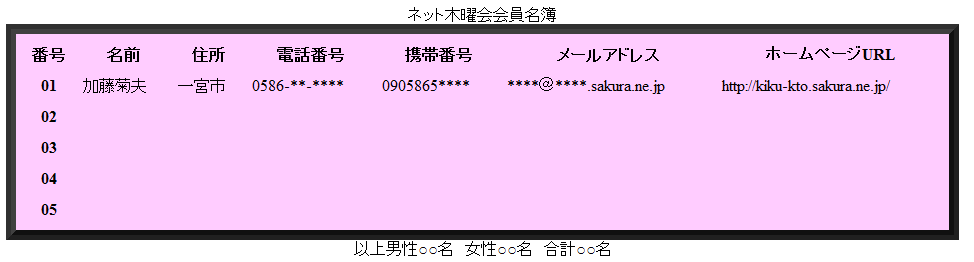 ネット木曜会会員名簿
番号 名前 住所 電話番号 携帯番号 メールアドレス ホームページURL
01 加藤菊夫 一宮市 0586-**-**** 0905865**** ****@****.sakura.ne.jp http://kiku-kto.sakura.ne.jp/
02
03
04
05
以上男性○○名 女性○○名 合計○○名